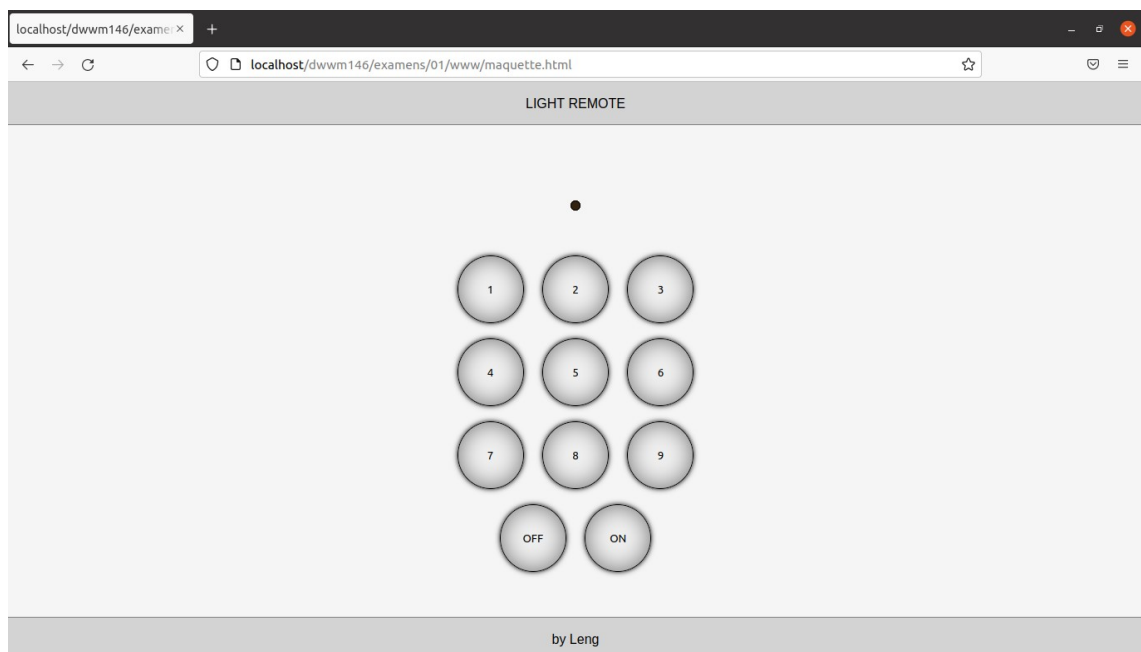 localhost/dwwm146/examen
localhost/dwwm146/examens/01/www/maquette.html
LIGHT REMOTE
1 2 3
4 5 6
7 8 9
OFF ON
by Leng